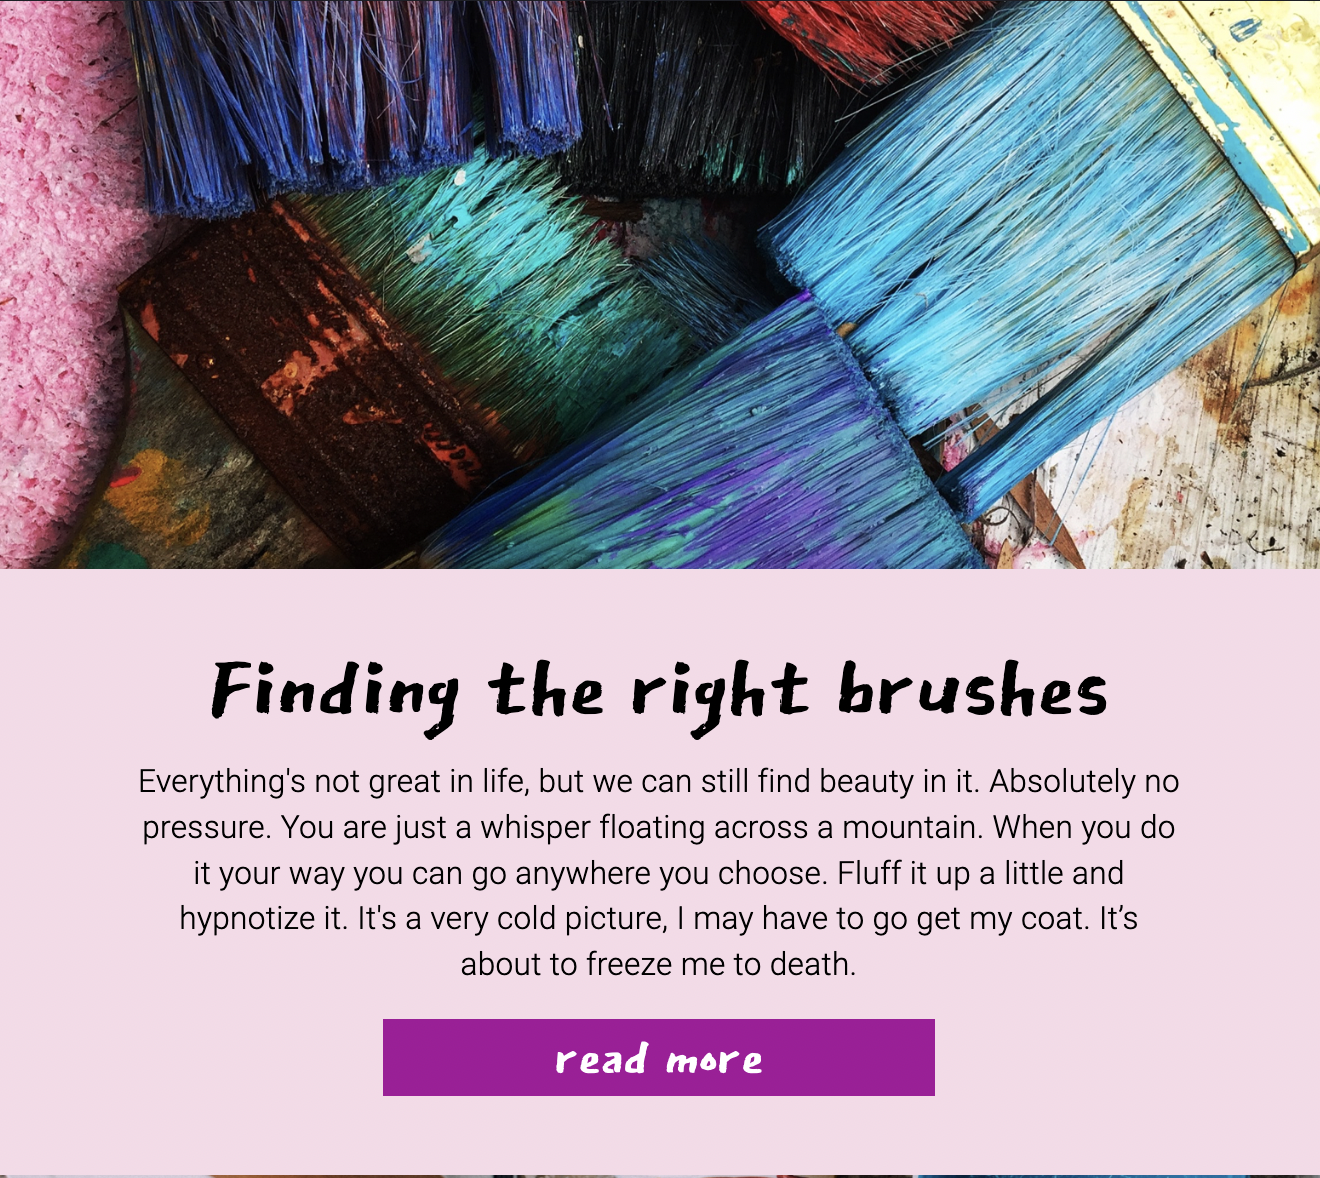 Finding the right brushes
Everything's not great in life, but we can still find beauty in it. Absolutely no
pressure. You are just a whisper floating across a mountain. When you do
it your way you can go anywhere you choose. Fluff it up a little and
hypnotize it. It's a very cold picture, I may have to go get my coat. It’s
about to freeze me to death.
read more